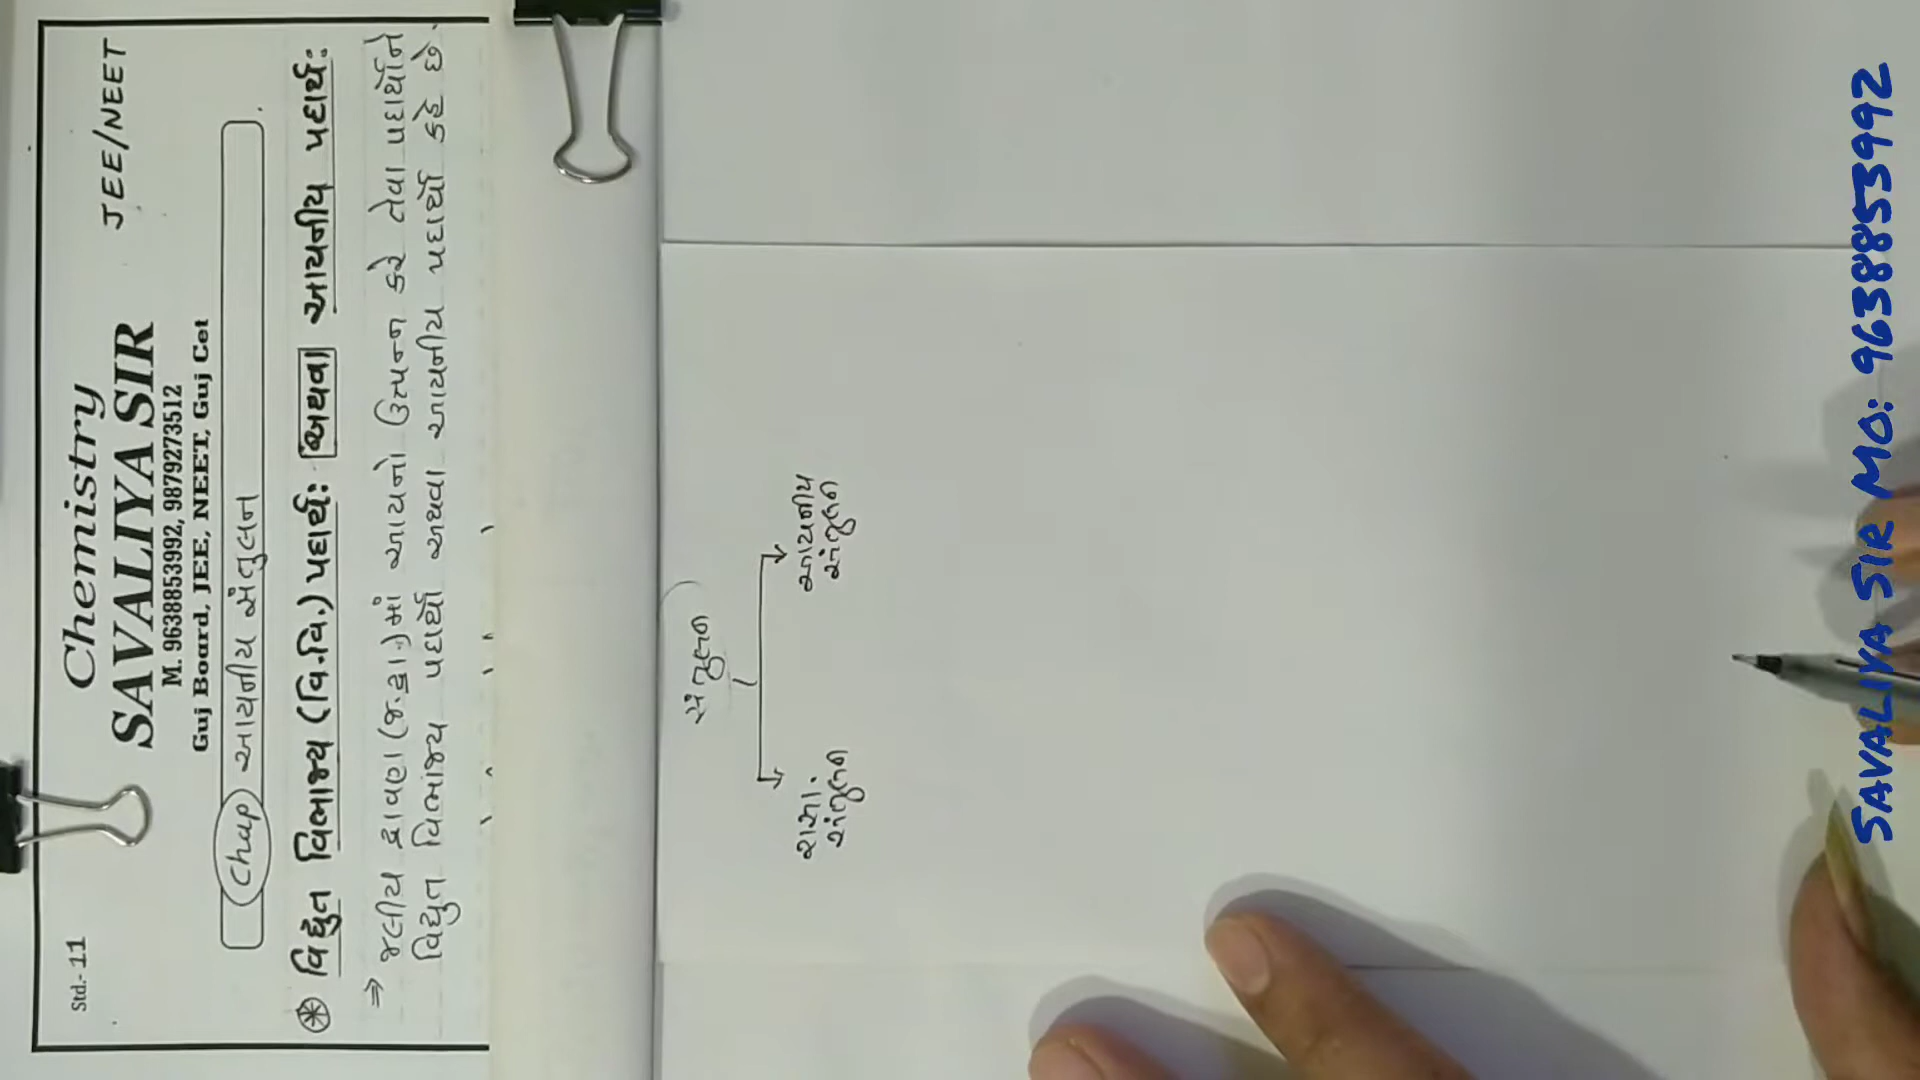 Chemistry
Std.- 11
JEE/NEET
SAVALIYA SIR
M. 9638853992, 9879273512
Guj Board, JEE, NEET, Guj Cet
Chap આયનીય સંતુલન
વિદ્યુત વિભાજ્ય (વિ.વિ.) પદાર્થ: અથવા આયનીય પદાર્થ:
⇒ જલીય દ્રાવણ (જ.દ્રા.)માં આયનો ઉત્પન્ન કરે તેવા પદાર્થોને
વિદ્યુત વિભાજ્ય પદાર્થો અથવા આયનીય પદાર્થો કહે છે.
સંતુલન
રાસા. સંતુલન
આયનીય સંતુલન
SAVALIYA SIR MO: 9638853992